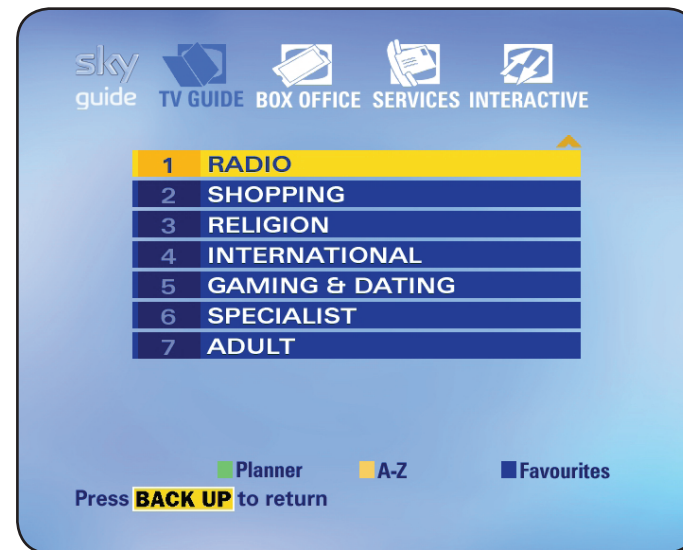 sky
guide TV GUIDE BOX OFFICE SERVICES INTERACTIVE
1 RADIO
2 SHOPPING
3 RELIGION
4 INTERNATIONAL
5 GAMING & DATING
6 SPECIALIST
7 ADULT
Planner A-Z Favourites
Press BACK UP to return